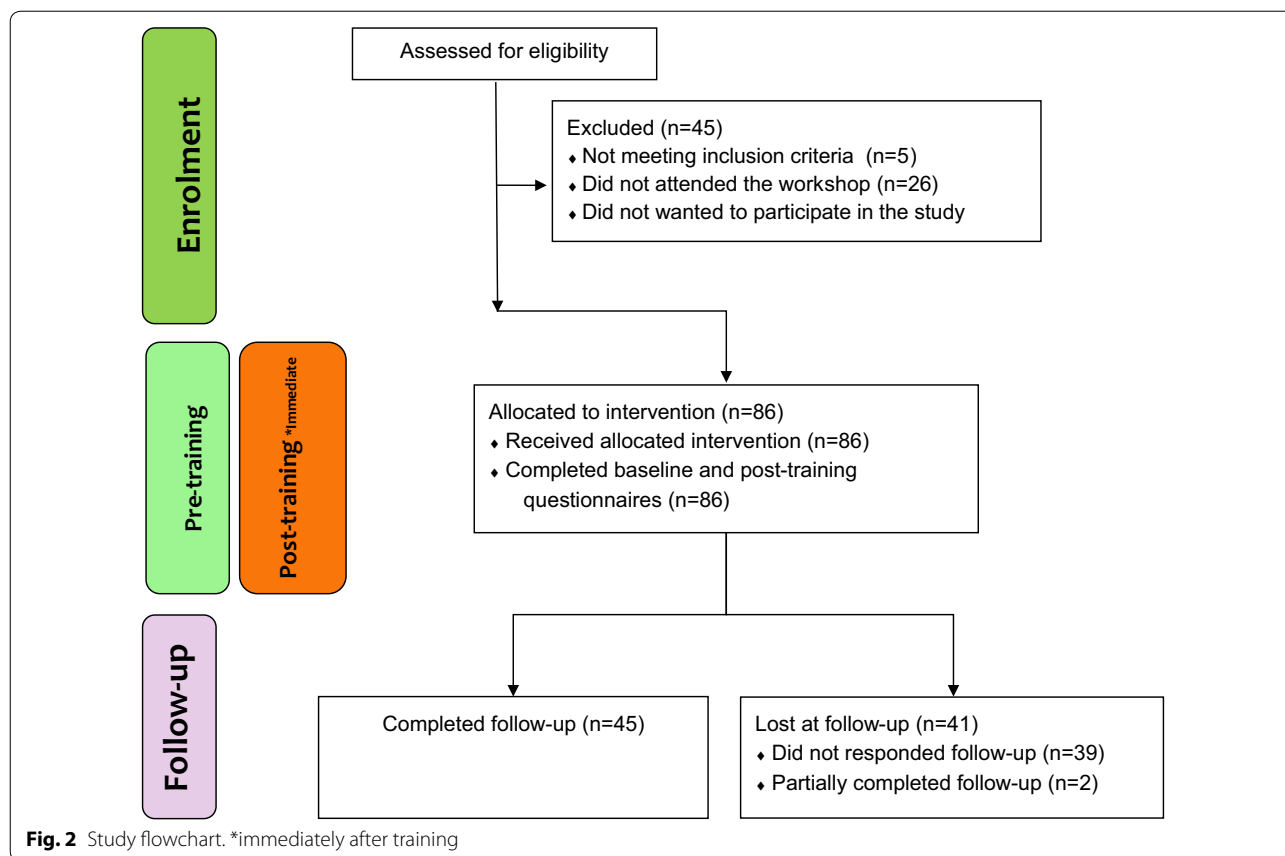 Enrolment
Assessed for eligibility
Excluded (n=45)
♦ Not meeting inclusion criteria (n=5)
♦ Did not attended the workshop (n=26)
♦ Did not wanted to participate in the study
Pre-training
Post-training *Immediate
Allocated to intervention (n=86)
♦ Received allocated intervention (n=86)
♦ Completed baseline and post-training
questionnaires (n=86)
Follow-up
Completed follow-up (n=45)
Lost at follow-up (n=41)
♦ Did not responded follow-up (n=39)
♦ Partially completed follow-up (n=2)
Fig. 2 Study flowchart. *immediately after training